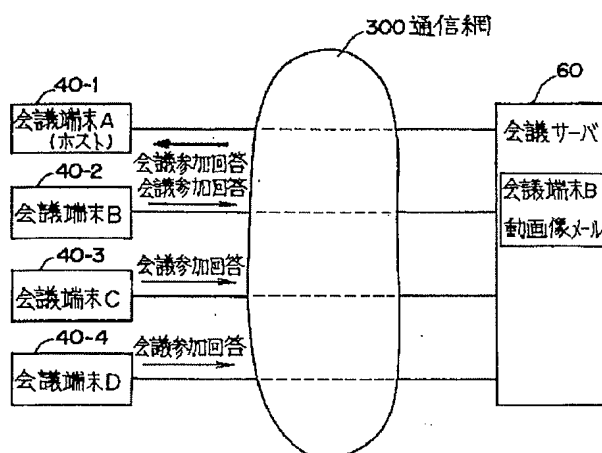 300通信網
40-1
60
会議端末A
(ホスト)
会議サーバ
会議参加回答
40-2
会議参加回答
会議端末B
会議端末B
動画像メール
40-3
会議参加回答
会議端末C
40-4
会議参加回答
会議端末D